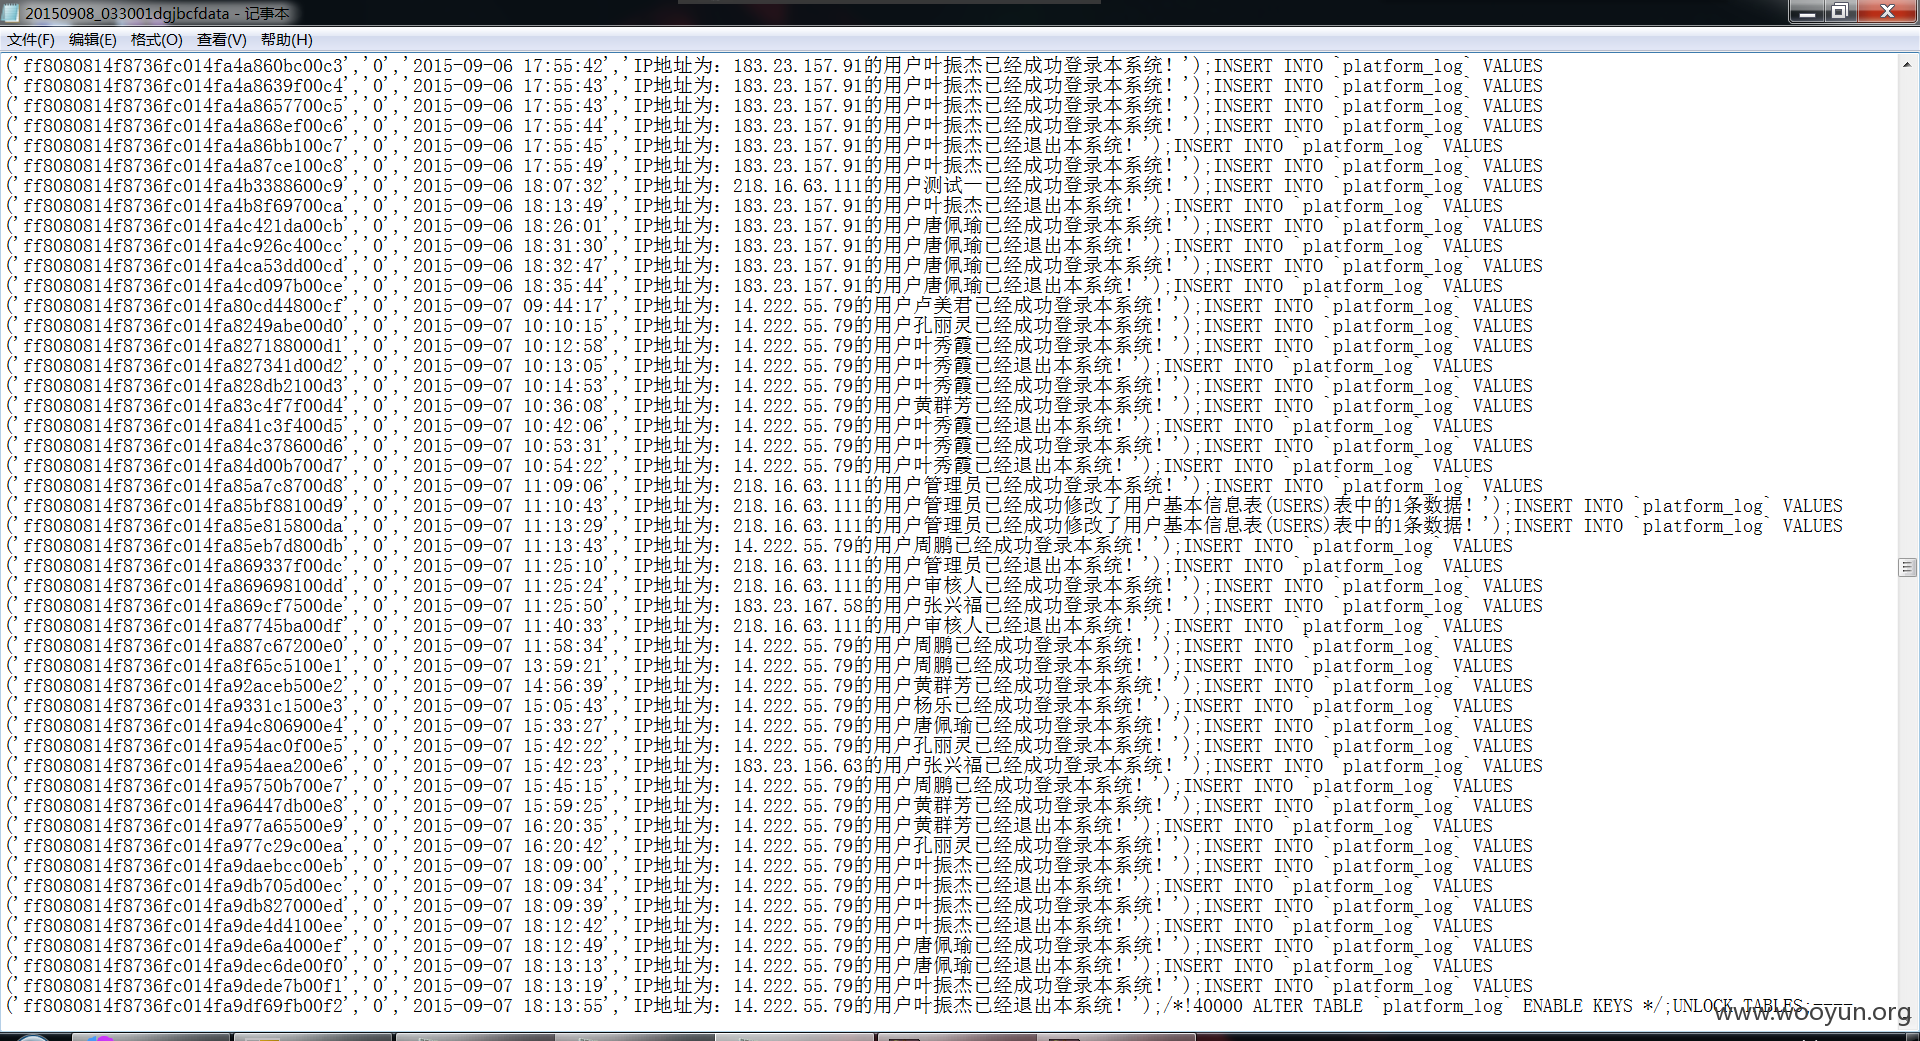 20150908_033001dgjbcfdata - 记事本
文件(F) 编辑(E) 格式(O) 查看(V) 帮助(H)
('ff8080814f8736fc014fa4a860bc00c3','0','2015-09-06 17:55:42','IP地址为: 183.23.157.91的用户叶振杰已经成功登录本系统! ');INSERT INTO `platform_log` VALUES
('ff8080814f8736fc014fa4a8639f00c4','0','2015-09-06 17:55:43','IP地址为: 183.23.157.91的用户叶振杰已经成功登录本系统! ');INSERT INTO `platform_log` VALUES
('ff8080814f8736fc014fa4a8657700c5','0','2015-09-06 17:55:43','IP地址为: 183.23.157.91的用户叶振杰已经成功登录本系统! ');INSERT INTO `platform_log` VALUES
('ff8080814f8736fc014fa4a868ef00c6','0','2015-09-06 17:55:44','IP地址为: 183.23.157.91的用户叶振杰已经成功登录本系统! ');INSERT INTO `platform_log` VALUES
('ff8080814f8736fc014fa4a86bb100c7','0','2015-09-06 17:55:45','IP地址为: 183.23.157.91的用户叶振杰已经退出本系统! ');INSERT INTO `platform_log` VALUES
('ff8080814f8736fc014fa4a87ce100c8','0','2015-09-06 17:55:49','IP地址为: 183.23.157.91的用户叶振杰已经成功登录本系统! ');INSERT INTO `platform_log` VALUES
('ff8080814f8736fc014fa4b3388600c9','0','2015-09-06 18:07:32','IP地址为: 218.16.63.111的用户测试一已经成功登录本系统! ');INSERT INTO `platform_log` VALUES
('ff8080814f8736fc014fa4b8f69700ca','0','2015-09-06 18:13:49','IP地址为: 183.23.157.91的用户叶振杰已经退出本系统! ');INSERT INTO `platform_log` VALUES
('ff8080814f8736fc014fa4c421da00cb','0','2015-09-06 18:26:01','IP地址为: 183.23.157.91的用户唐佩瑜已经成功登录本系统! ');INSERT INTO `platform_log` VALUES
('ff8080814f8736fc014fa4c926c400cc','0','2015-09-06 18:31:30','IP地址为: 183.23.157.91的用户唐佩瑜已经退出本系统! ');INSERT INTO `platform_log` VALUES
('ff8080814f8736fc014fa4ca53dd00cd','0','2015-09-06 18:32:47','IP地址为: 183.23.157.91的用户唐佩瑜已经成功登录本系统! ');INSERT INTO `platform_log` VALUES
('ff8080814f8736fc014fa4cd097b00ce','0','2015-09-06 18:35:44','IP地址为: 183.23.157.91的用户唐佩瑜已经退出本系统! ');INSERT INTO `platform_log` VALUES
('ff8080814f8736fc014fa80cd44800cf','0','2015-09-07 09:44:17','IP地址为: 14.222.55.79的用户卢美君已经成功登录本系统! ');INSERT INTO `platform_log` VALUES
('ff8080814f8736fc014fa8249abe00d0','0','2015-09-07 10:10:15','IP地址为: 14.222.55.79的用户孔丽灵已经成功登录本系统! ');INSERT INTO `platform_log` VALUES
('ff8080814f8736fc014fa827188000d1','0','2015-09-07 10:12:58','IP地址为: 14.222.55.79的用户叶秀霞已经成功登录本系统! ');INSERT INTO `platform_log` VALUES
('ff8080814f8736fc014fa827341d00d2','0','2015-09-07 10:13:05','IP地址为: 14.222.55.79的用户叶秀霞已经退出本系统! ');INSERT INTO `platform_log` VALUES
('ff8080814f8736fc014fa828db2100d3','0','2015-09-07 10:14:53','IP地址为: 14.222.55.79的用户叶秀霞已经成功登录本系统! ');INSERT INTO `platform_log` VALUES
('ff8080814f8736fc014fa83c4f7f00d4','0','2015-09-07 10:36:08','IP地址为: 14.222.55.79的用户黄群芳已经成功登录本系统! ');INSERT INTO `platform_log` VALUES
('ff8080814f8736fc014fa841c3f400d5','0','2015-09-07 10:42:06','IP地址为: 14.222.55.79的用户叶秀霞已经退出本系统! ');INSERT INTO `platform_log` VALUES
('ff8080814f8736fc014fa84c378600d6','0','2015-09-07 10:53:31','IP地址为: 14.222.55.79的用户叶秀霞已经成功登录本系统! ');INSERT INTO `platform_log` VALUES
('ff8080814f8736fc014fa84d00b700d7','0','2015-09-07 10:54:22','IP地址为: 14.222.55.79的用户叶秀霞已经退出本系统! ');INSERT INTO `platform_log` VALUES
('ff8080814f8736fc014fa85a7c8700d8','0','2015-09-07 11:09:06','IP地址为: 218.16.63.111的用户管理员已经成功登录本系统! ');INSERT INTO `platform_log` VALUES
('ff8080814f8736fc014fa85bf88100d9','0','2015-09-07 11:10:43','IP地址为: 218.16.63.111的用户管理员已经成功修改了用户基本信息表(USERS)表中的1条数据! ');INSERT INTO `platform_log` VALUES
('ff8080814f8736fc014fa85e815800da','0','2015-09-07 11:13:29','IP地址为: 218.16.63.111的用户管理员已经成功修改了用户基本信息表(USERS)表中的1条数据! ');INSERT INTO `platform_log` VALUES
('ff8080814f8736fc014fa85eb7d800db','0','2015-09-07 11:13:43','IP地址为: 14.222.55.79的用户周鹏已经成功登录本系统! ');INSERT INTO `platform_log` VALUES
('ff8080814f8736fc014fa869337f00dc','0','2015-09-07 11:25:10','IP地址为: 218.16.63.111的用户管理员已经退出本系统! ');INSERT INTO `platform_log` VALUES
('ff8080814f8736fc014fa869698100dd','0','2015-09-07 11:25:24','IP地址为: 218.16.63.111的用户审核人已经成功登录本系统! ');INSERT INTO `platform_log` VALUES
('ff8080814f8736fc014fa869cf7500de','0','2015-09-07 11:25:50','IP地址为: 183.23.167.58的用户张兴福已经成功登录本系统! ');INSERT INTO `platform_log` VALUES
('ff8080814f8736fc014fa87745ba00df','0','2015-09-07 11:40:33','IP地址为: 218.16.63.111的用户审核人已经退出本系统! ');INSERT INTO `platform_log` VALUES
('ff8080814f8736fc014fa887c67200e0','0','2015-09-07 11:58:34','IP地址为: 14.222.55.79的用户周鹏已经成功登录本系统! ');INSERT INTO `platform_log` VALUES
('ff8080814f8736fc014fa8f65c5100e1','0','2015-09-07 13:59:21','IP地址为: 14.222.55.79的用户周鹏已经成功登录本系统! ');INSERT INTO `platform_log` VALUES
('ff8080814f8736fc014fa92aceb500e2','0','2015-09-07 14:56:39','IP地址为: 14.222.55.79的用户黄群芳已经成功登录本系统! ');INSERT INTO `platform_log` VALUES
('ff8080814f8736fc014fa9331c1500e3','0','2015-09-07 15:05:43','IP地址为: 14.222.55.79的用户杨乐已经成功登录本系统! ');INSERT INTO `platform_log` VALUES
('ff8080814f8736fc014fa94c806900e4','0','2015-09-07 15:33:27','IP地址为: 14.222.55.79的用户唐佩瑜已经成功登录本系统! ');INSERT INTO `platform_log` VALUES
('ff8080814f8736fc014fa954ac0f00e5','0','2015-09-07 15:42:22','IP地址为: 14.222.55.79的用户孔丽灵已经成功登录本系统! ');INSERT INTO `platform_log` VALUES
('ff8080814f8736fc014fa954aea200e6','0','2015-09-07 15:42:23','IP地址为: 183.23.156.63的用户张兴福已经成功登录本系统! ');INSERT INTO `platform_log` VALUES
('ff8080814f8736fc014fa95750b700e7','0','2015-09-07 15:45:15','IP地址为: 14.222.55.79的用户周鹏已经成功登录本系统! ');INSERT INTO `platform_log` VALUES
('ff8080814f8736fc014fa96447db00e8','0','2015-09-07 15:59:25','IP地址为: 14.222.55.79的用户黄群芳已经成功登录本系统! ');INSERT INTO `platform_log` VALUES
('ff8080814f8736fc014fa977a65500e9','0','2015-09-07 16:20:35','IP地址为: 14.222.55.79的用户黄群芳已经退出本系统! ');INSERT INTO `platform_log` VALUES
('ff8080814f8736fc014fa977c29c00ea','0','2015-09-07 16:20:42','IP地址为: 14.222.55.79的用户孔丽灵已经成功登录本系统! ');INSERT INTO `platform_log` VALUES
('ff8080814f8736fc014fa9daebcc00eb','0','2015-09-07 18:09:00','IP地址为: 14.222.55.79的用户叶振杰已经成功登录本系统! ');INSERT INTO `platform_log` VALUES
('ff8080814f8736fc014fa9db705d00ec','0','2015-09-07 18:09:34','IP地址为: 14.222.55.79的用户叶振杰已经退出本系统! ');INSERT INTO `platform_log` VALUES
('ff8080814f8736fc014fa9db827000ed','0','2015-09-07 18:09:39','IP地址为: 14.222.55.79的用户叶振杰已经成功登录本系统! ');INSERT INTO `platform_log` VALUES
('ff8080814f8736fc014fa9de4d4100ee','0','2015-09-07 18:12:42','IP地址为: 14.222.55.79的用户叶振杰已经退出本系统! ');INSERT INTO `platform_log` VALUES
('ff8080814f8736fc014fa9de6a4000ef','0','2015-09-07 18:12:49','IP地址为: 14.222.55.79的用户唐佩瑜已经成功登录本系统! ');INSERT INTO `platform_log` VALUES
('ff8080814f8736fc014fa9dec6de00f0','0','2015-09-07 18:13:13','IP地址为: 14.222.55.79的用户唐佩瑜已经退出本系统! ');INSERT INTO `platform_log` VALUES
('ff8080814f8736fc014fa9dede7b00f1','0','2015-09-07 18:13:19','IP地址为: 14.222.55.79的用户叶振杰已经成功登录本系统! ');INSERT INTO `platform_log` VALUES
('ff8080814f8736fc014fa9df69fb00f2','0','2015-09-07 18:13:55','IP地址为: 14.222.55.79的用户叶振杰已经退出本系统! ');/*!40000 ALTER TABLE `platform_log` ENABLE KEYS */;UNLOCK TABLES;----
www.wooyun.org